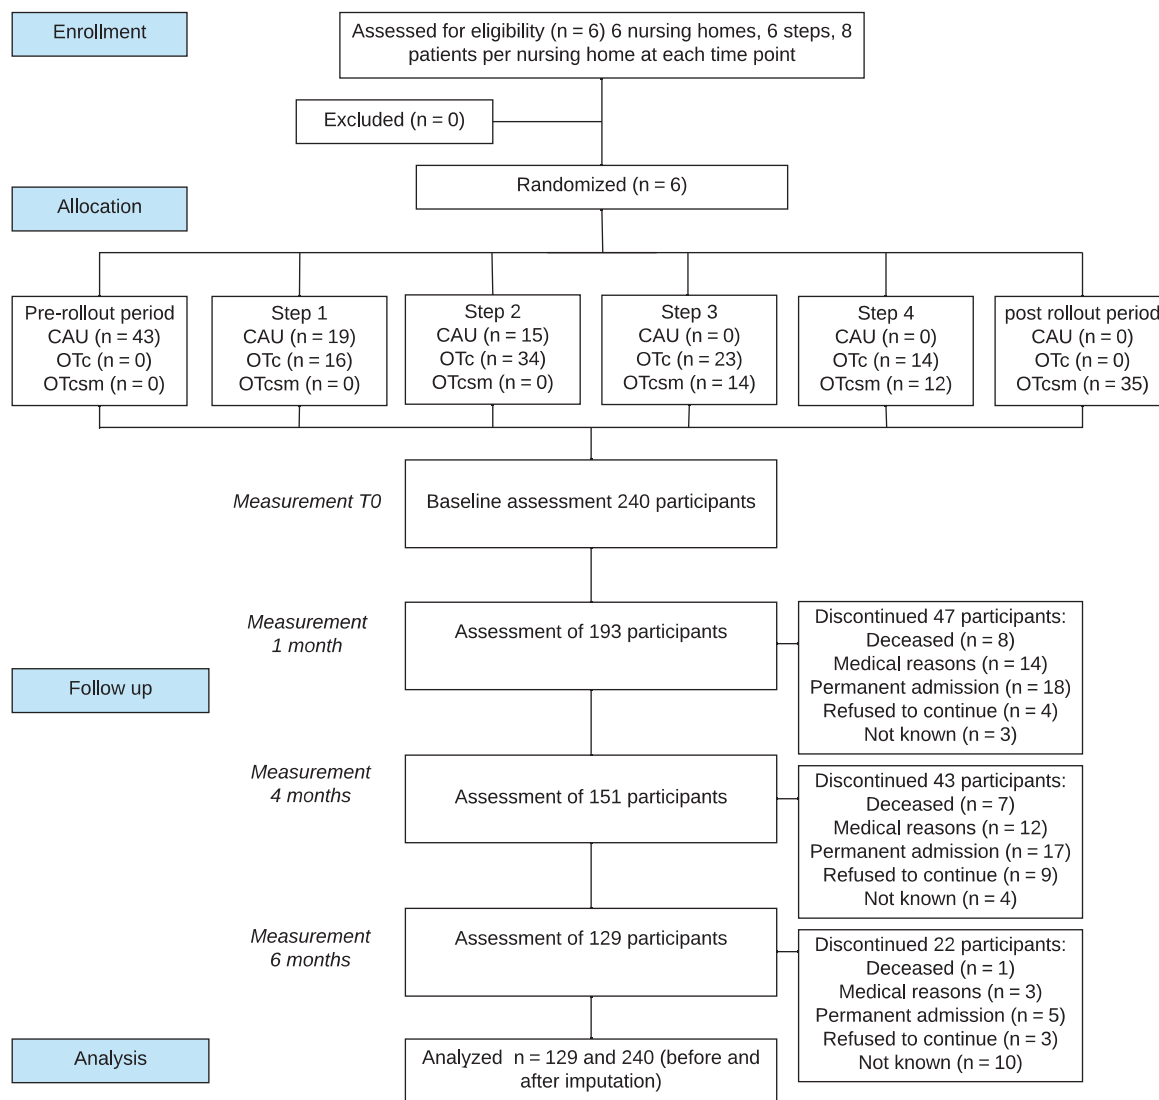 Enrollment
Assessed for eligibility (n = 6) 6 nursing homes, 6 steps, 8
patients per nursing home at each time point
Excluded (n = 0)
Randomized (n = 6)
Allocation
Pre-rollout period
CAU (n = 43)
OTc (n = 0)
OTcsm (n = 0)
Step 1
CAU (n = 19)
OTc (n = 16)
OTcsm (n = 0)
Step 2
CAU (n = 15)
OTc (n = 34)
OTcsm (n = 0)
Step 3
CAU (n = 0)
OTc (n = 23)
OTcsm (n = 14)
Step 4
CAU (n = 0)
OTc (n = 14)
OTcsm (n = 12)
post rollout period
CAU (n = 0)
OTc (n = 0)
OTcsm (n = 35)
Measurement T0
Baseline assessment 240 participants
Measurement
1 month
Assessment of 193 participants
Discontinued 47 participants:
Deceased (n = 8)
Medical reasons (n = 14)
Permanent admission (n = 18)
Refused to continue (n = 4)
Not known (n = 3)
Follow up
Measurement
4 months
Assessment of 151 participants
Discontinued 43 participants:
Deceased (n = 7)
Medical reasons (n = 12)
Permanent admission (n = 17)
Refused to continue (n = 9)
Not known (n = 4)
Measurement
6 months
Assessment of 129 participants
Discontinued 22 participants:
Deceased (n = 1)
Medical reasons (n = 3)
Permanent admission (n = 5)
Refused to continue (n = 3)
Not known (n = 10)
Analysis
Analyzed n = 129 and 240 (before and
after imputation)